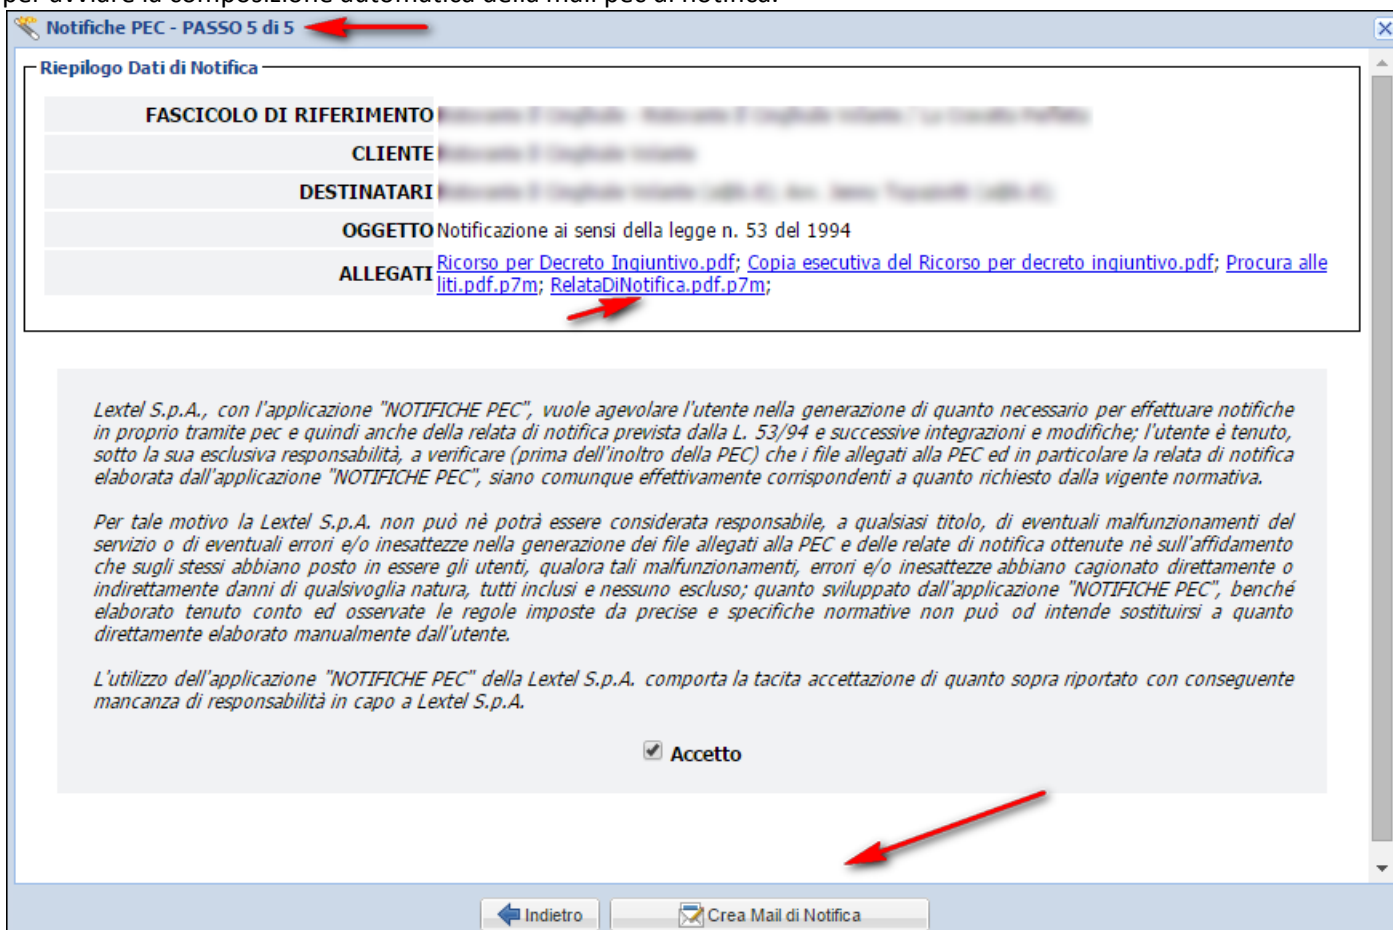 per avviare la composizione automatica della mail pec di notifica.
Notifiche PEC - PASSO 5 di 5
Riepilogo Dati di Notifica
FASCICOLO DI RIFERIMENTO
CLIENTE
DESTINATARI
OGGETTO Notificazione ai sensi della legge n. 53 del 1994
ALLEGATI Ricorso per Decreto Ingiuntivo.pdf; Copia esecutiva del Ricorso per decreto ingiuntivo.pdf; Procura alle
liti.pdf.p7m; RelataDiNotifica.pdf.p7m;
Lextel S.p.A., con l'applicazione "NOTIFICHE PEC", vuole agevolare l'utente nella generazione di quanto necessario per effettuare notifiche
in proprio tramite pec e quindi anche della relata di notifica prevista dalla L. 53/94 e successive integrazioni e modifiche; l'utente è tenuto,
sotto la sua esclusiva responsabilità, a verificare (prima dell'inoltro della PEC) che i file allegati alla PEC ed in particolare la relata di notifica
elaborata dall'applicazione "NOTIFICHE PEC", siano comunque effettivamente corrispondenti a quanto richiesto dalla vigente normativa.
Per tale motivo la Lextel S.p.A. non può nè potrà essere considerata responsabile, a qualsiasi titolo, di eventuali malfunzionamenti del
servizio o di eventuali errori e/o inesattezze nella generazione dei file allegati alla PEC e delle relate di notifica ottenute nè sull'affidamento
che sugli stessi abbiano posto in essere gli utenti, qualora tali malfunzionamenti, errori e/o inesattezze abbiano cagionato direttamente o
indirettamente danni di qualsivoglia natura, tutti inclusi e nessuno escluso; quanto sviluppato dall'applicazione "NOTIFICHE PEC", benché
elaborato tenuto conto ed osservate le regole imposte da precise e specifiche normative non può od intende sostituirsi a quanto
direttamente elaborato manualmente dall'utente.
L'utilizzo dell'applicazione "NOTIFICHE PEC" della Lextel S.p.A. comporta la tacita accettazione di quanto sopra riportato con conseguente
mancanza di responsabilità in capo a Lextel S.p.A.
Accetto
Indietro
Crea Mail di Notifica